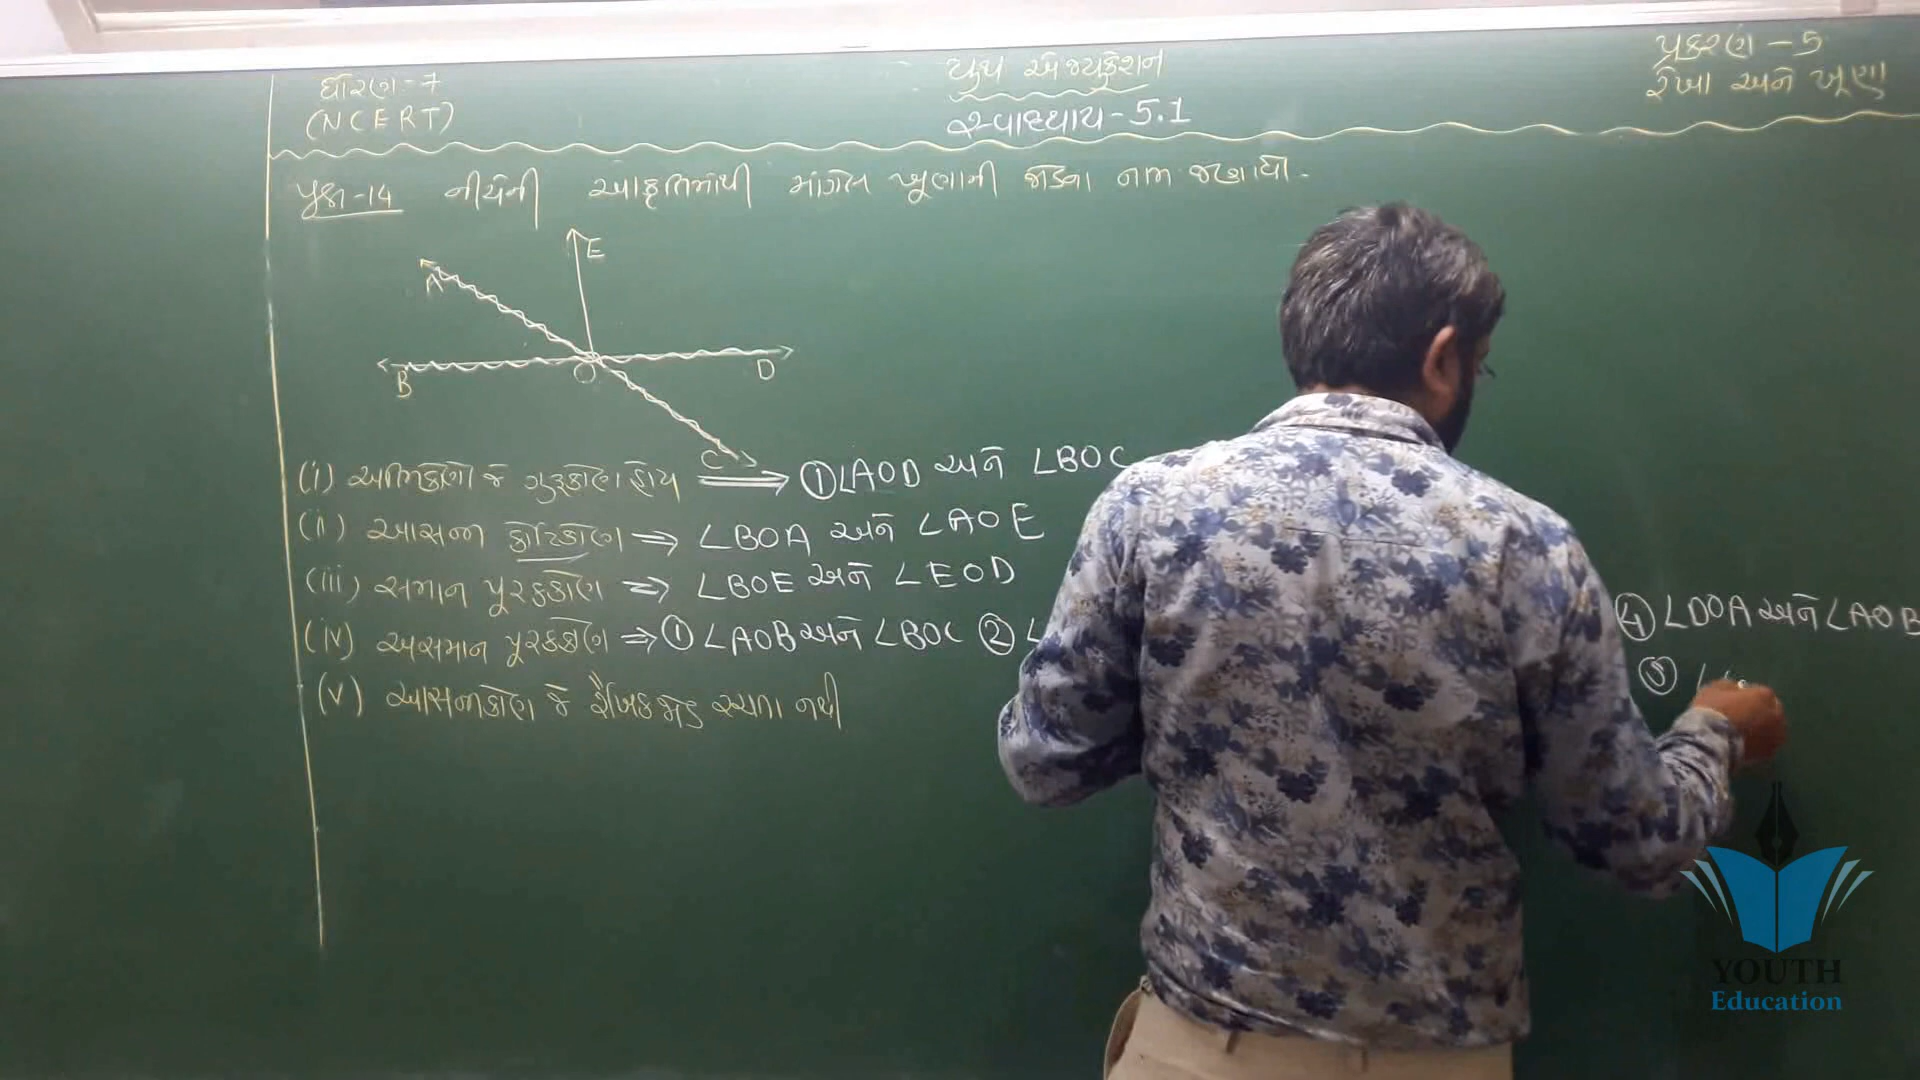 ધોરણ-7
(NCERT)
યુથ એજ્યુકેશન
સ્વાધ્યાય-5.1
પ્રકરણ-5
રેખા અને ખૂણા
પ્રશ્ન-14 નીચેની આકૃતિમાંથી માંગેલ ખૂણાની જોડના નામ જણાવો.
E
A
B
O
D
C
(i) અભિકોણો જે ગુરૂકોણ હોય ⟹ ① ∠AOD અને ∠BOC
(ii) આસન્ન કોટિકોણ ⟹ ∠BOA અને ∠AOE
(iii) સમાન પૂરકકોણ ⟹ ∠BOE અને ∠EOD
(iv) અસમાન પૂરકકોણ ⟹ ① ∠AOB અને ∠BOC ② ∠
④ ∠DOA અને ∠AOB
⑤ ∠
(v) આસન્નકોણ જે રૈખિકજોડ રચતા નથી
YOUTH
Education